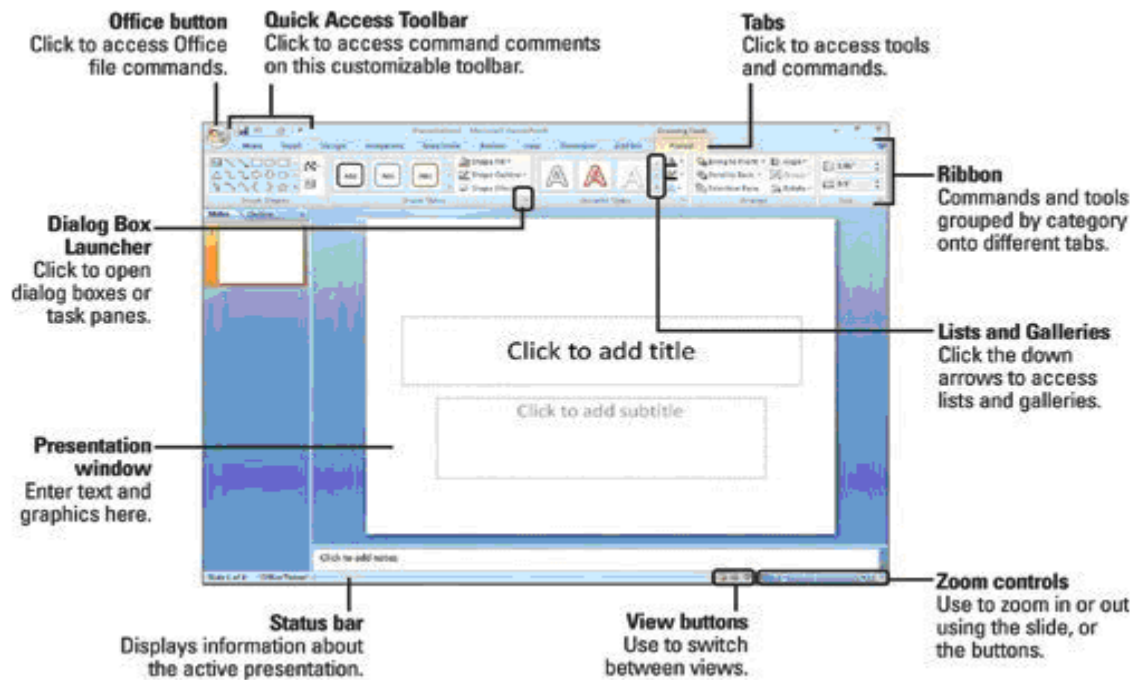 Office button
Click to access Office
file commands.
Quick Access Toolbar
Click to access command comments
on this customizable toolbar.
Tabs
Click to access tools
and commands.
Ribbon
Commands and tools
grouped by category
onto different tabs.
Dialog Box
Launcher
Click to open
dialog boxes or
task panes.
Lists and Galleries
Click the down
arrows to access
lists and galleries.
Click to add title
Click to add subtitle
Presentation
window
Enter text and
graphics here.
Click to add notes
Status bar
Displays information about
the active presentation.
View buttons
Use to switch
between views.
Zoom controls
Use to zoom in or out
using the slide, or
the buttons.